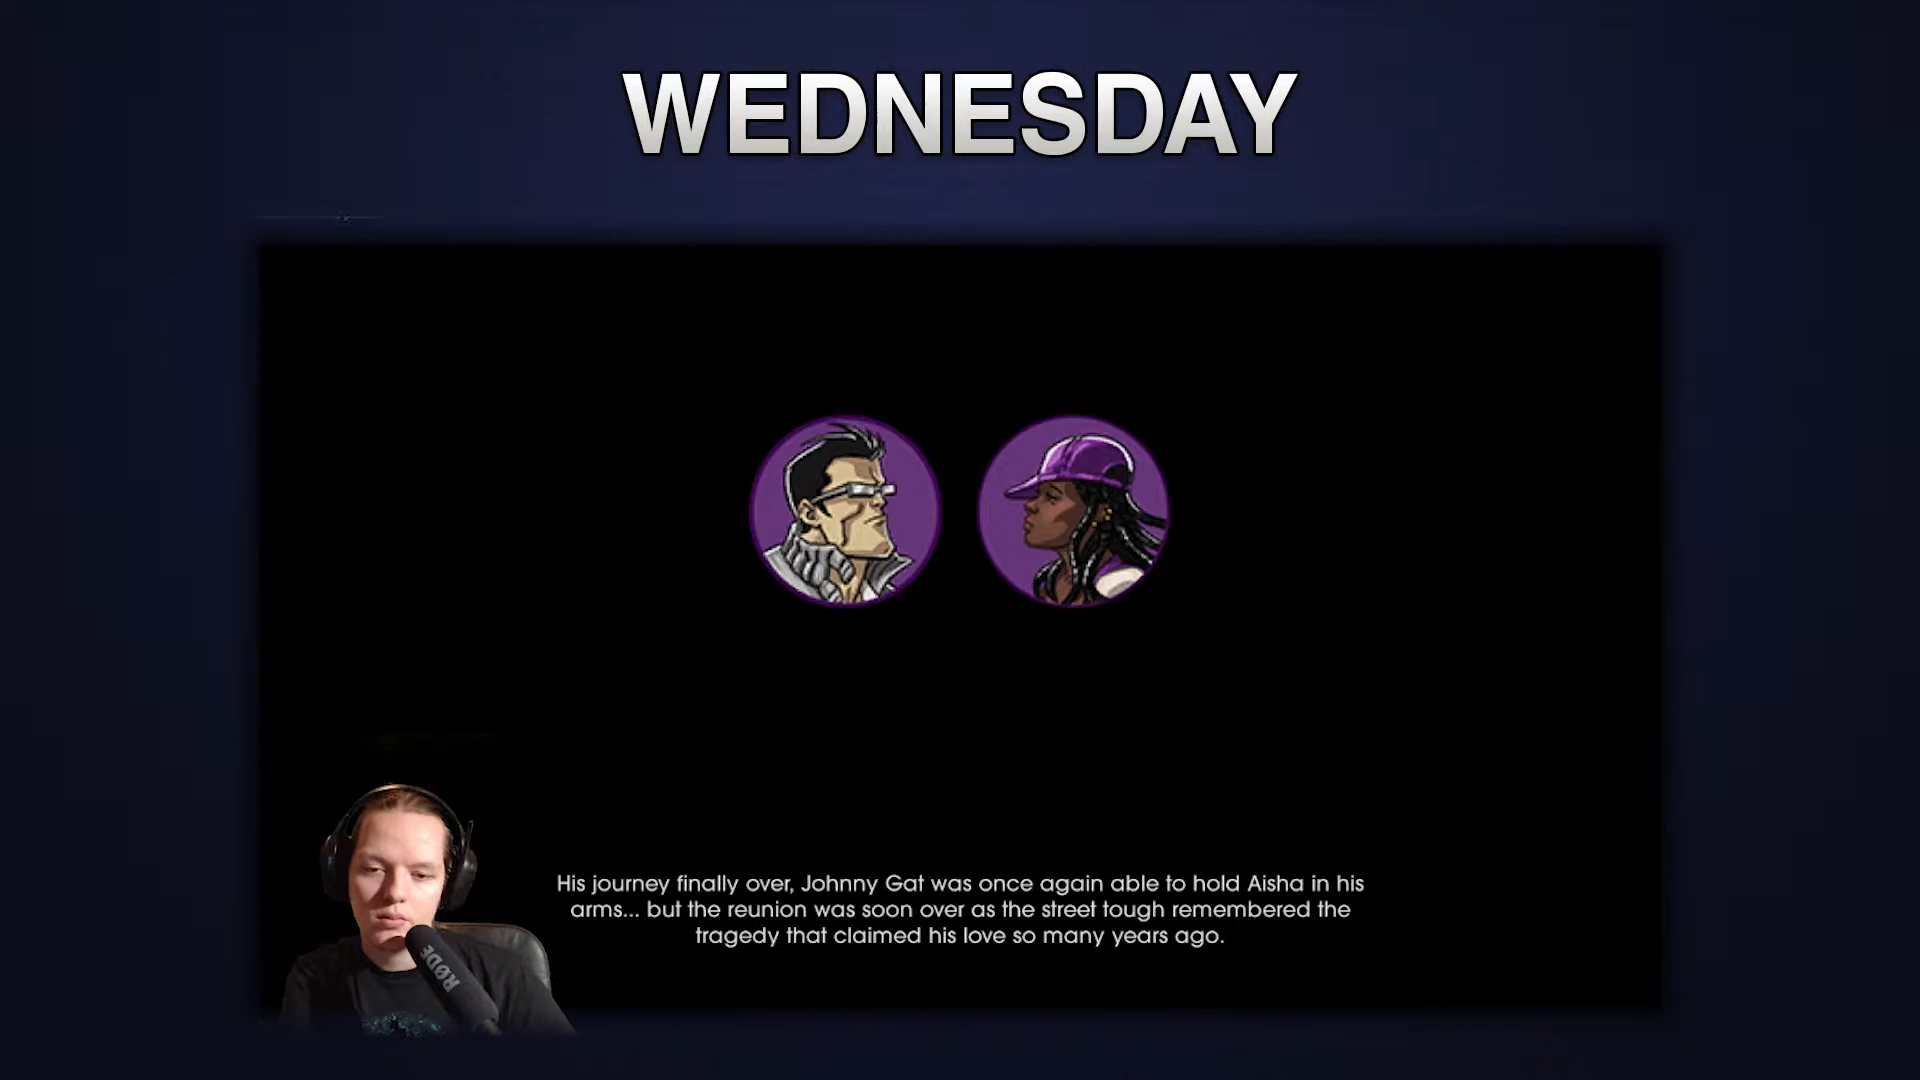 WEDNESDAY
His journey finally over, Johnny Gat was once again able to hold Aisha in his
arms... but the reunion was soon over as the street tough remembered the
tragedy that claimed his love so many years ago.
RØDE